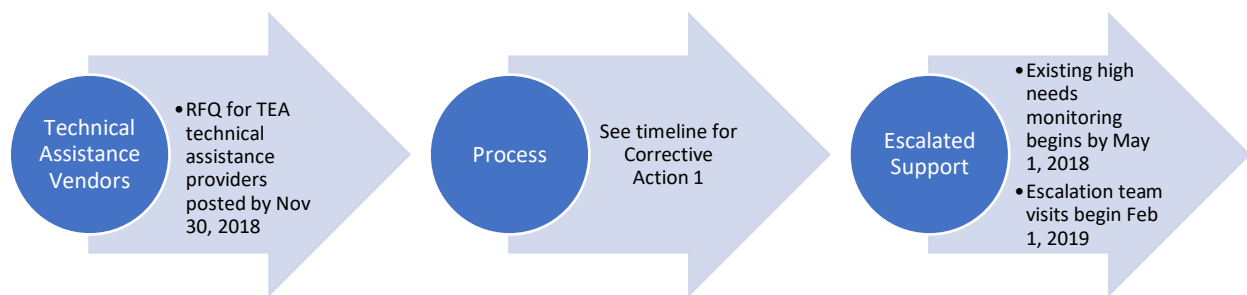 Technical
Assistance
Vendors
•RFQ for TEA
technical
assistance
providers
posted by Nov
30, 2018
Process
See timeline for
Corrective
Action 1
Escalated
Support
•Existing high
needs
monitoring
begins by May
1, 2018
•Escalation team
visits begin Feb
1, 2019